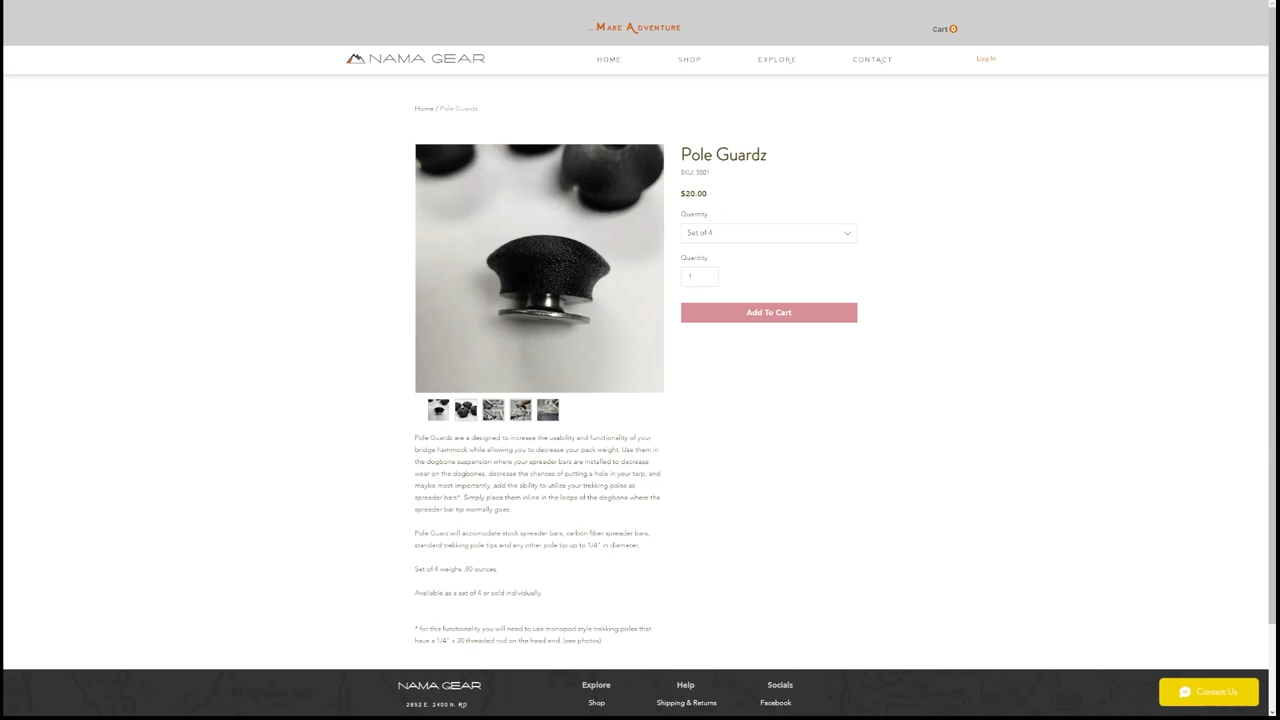 ...Make Adventure
Cart 0
NAMA GEAR
HOME
SHOP
EXPLORE
CONTACT
Log In
Home / Pole Guardz
Pole Guardz
SKU: 5001
$20.00
Quantity
Set of 4
Quantity
1
Add To Cart
Pole Guardz are a designed to increase the usability and functionality of your
bridge hammock while allowing you to decrease your pack weight. Use them in
the dogbone suspension where your spreader bars are installed to decrease
wear on the dogbones, decrease the chances of putting a hole in your tarp, and
maybe most importantly, add the ability to utilize your trekking poles as
spreader bars*. Simply place them inline in the loops of the dogbone where the
spreader bar tip normally goes.
Pole Guarz will accomodate stock spreader bars, carbon fiber spreader bars,
standard trekking pole tips and any other pole tip up to 1/4" in diameter.
Set of 4 weighs .80 ounces.
Available as a set of 4 or sold individually.
* for this functionality you will need to use monopod style trekking poles that
have a 1/4" x 20 threaded rod on the head end. (see photos)
NAMA GEAR
2852 E. 2400 N. RD
Explore
Shop
Help
Shipping & Returns
Socials
Facebook
Contact Us